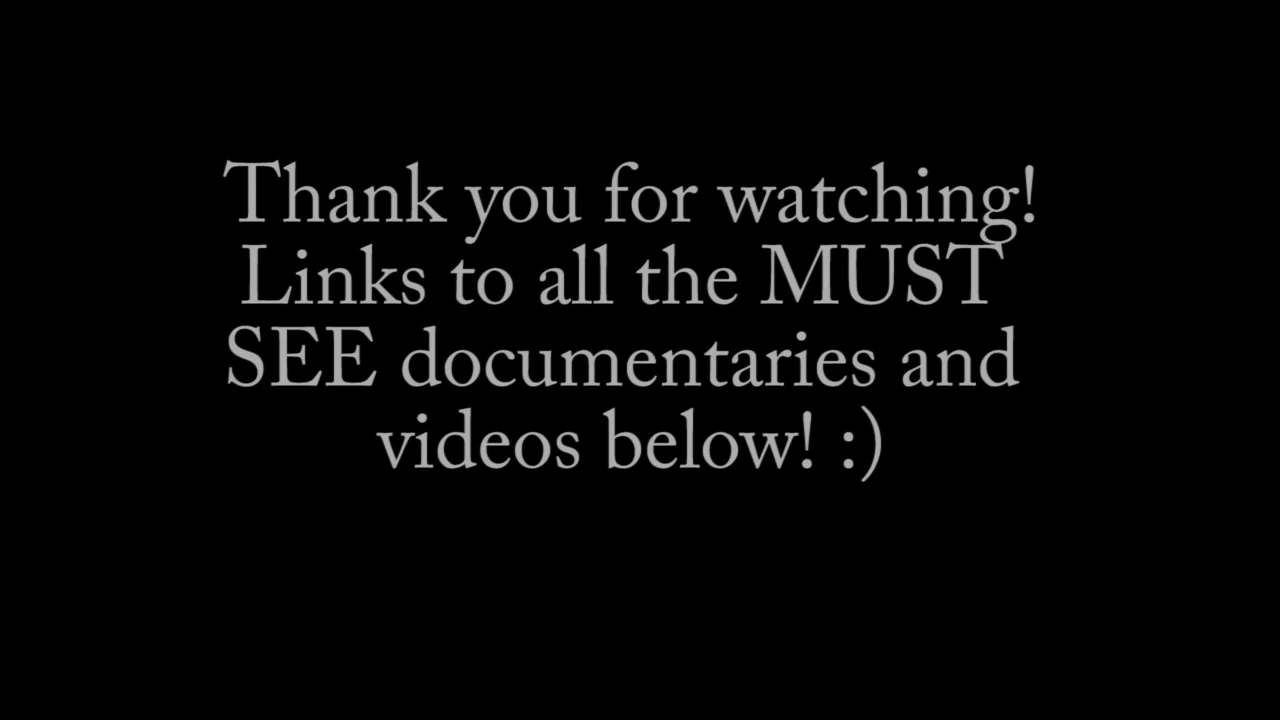 Thank you for watching!
Links to all the MUST
SEE documentaries and
videos below! :)